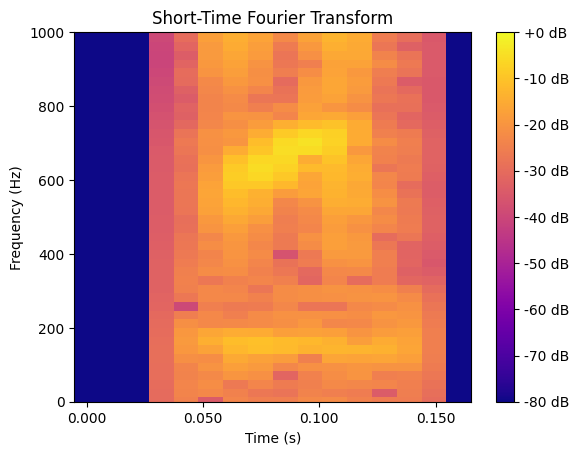 Short-Time Fourier Transform
1000
800
600
400
200
0
Frequency (Hz)
0.000
0.050
0.100
0.150
Time (s)
+0 dB
-10 dB
-20 dB
-30 dB
-40 dB
-50 dB
-60 dB
-70 dB
-80 dB